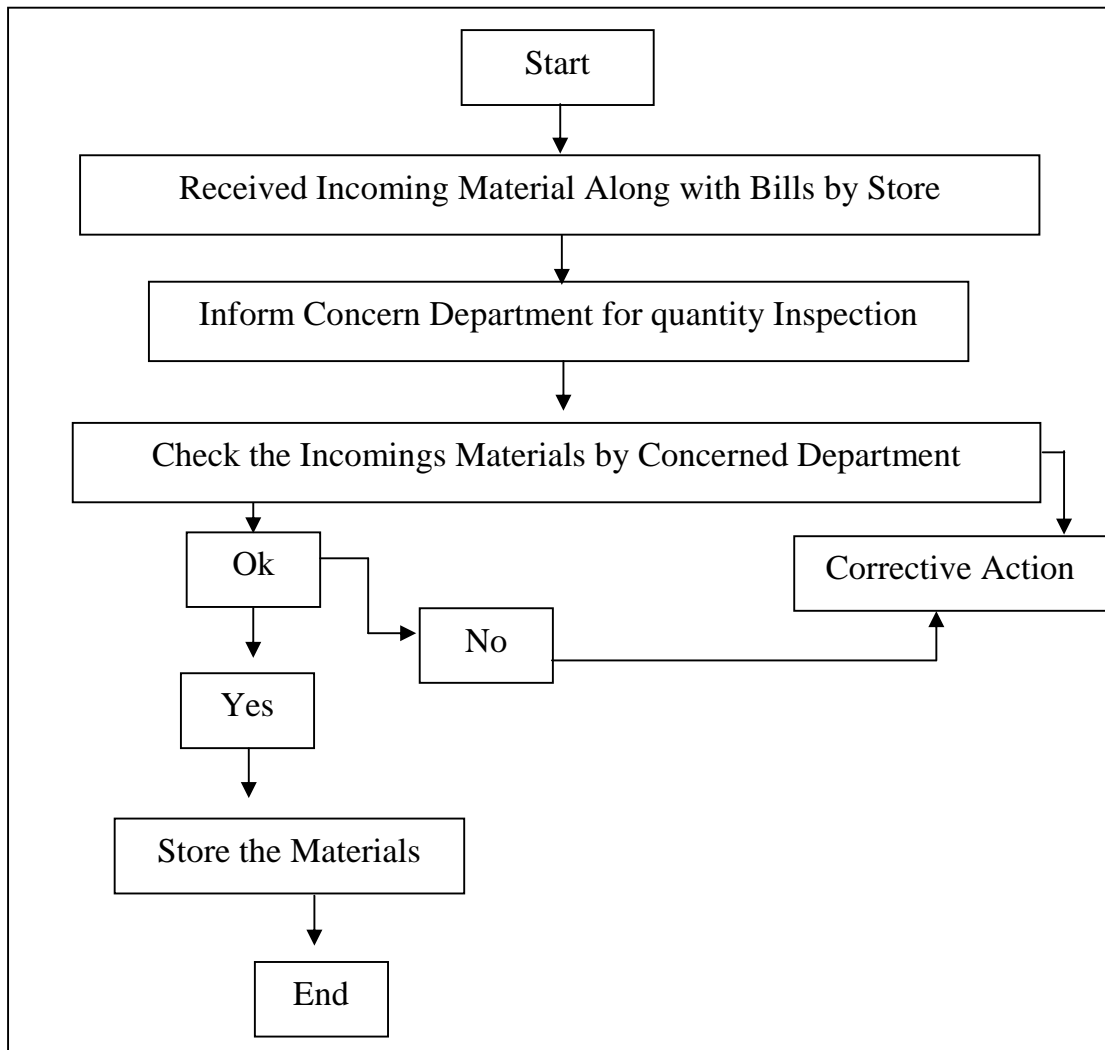 Start
Received Incoming Material Along with Bills by Store
Inform Concern Department for quantity Inspection
Check the Incomings Materials by Concerned Department
Ok
Corrective Action
No
Yes
Store the Materials
End